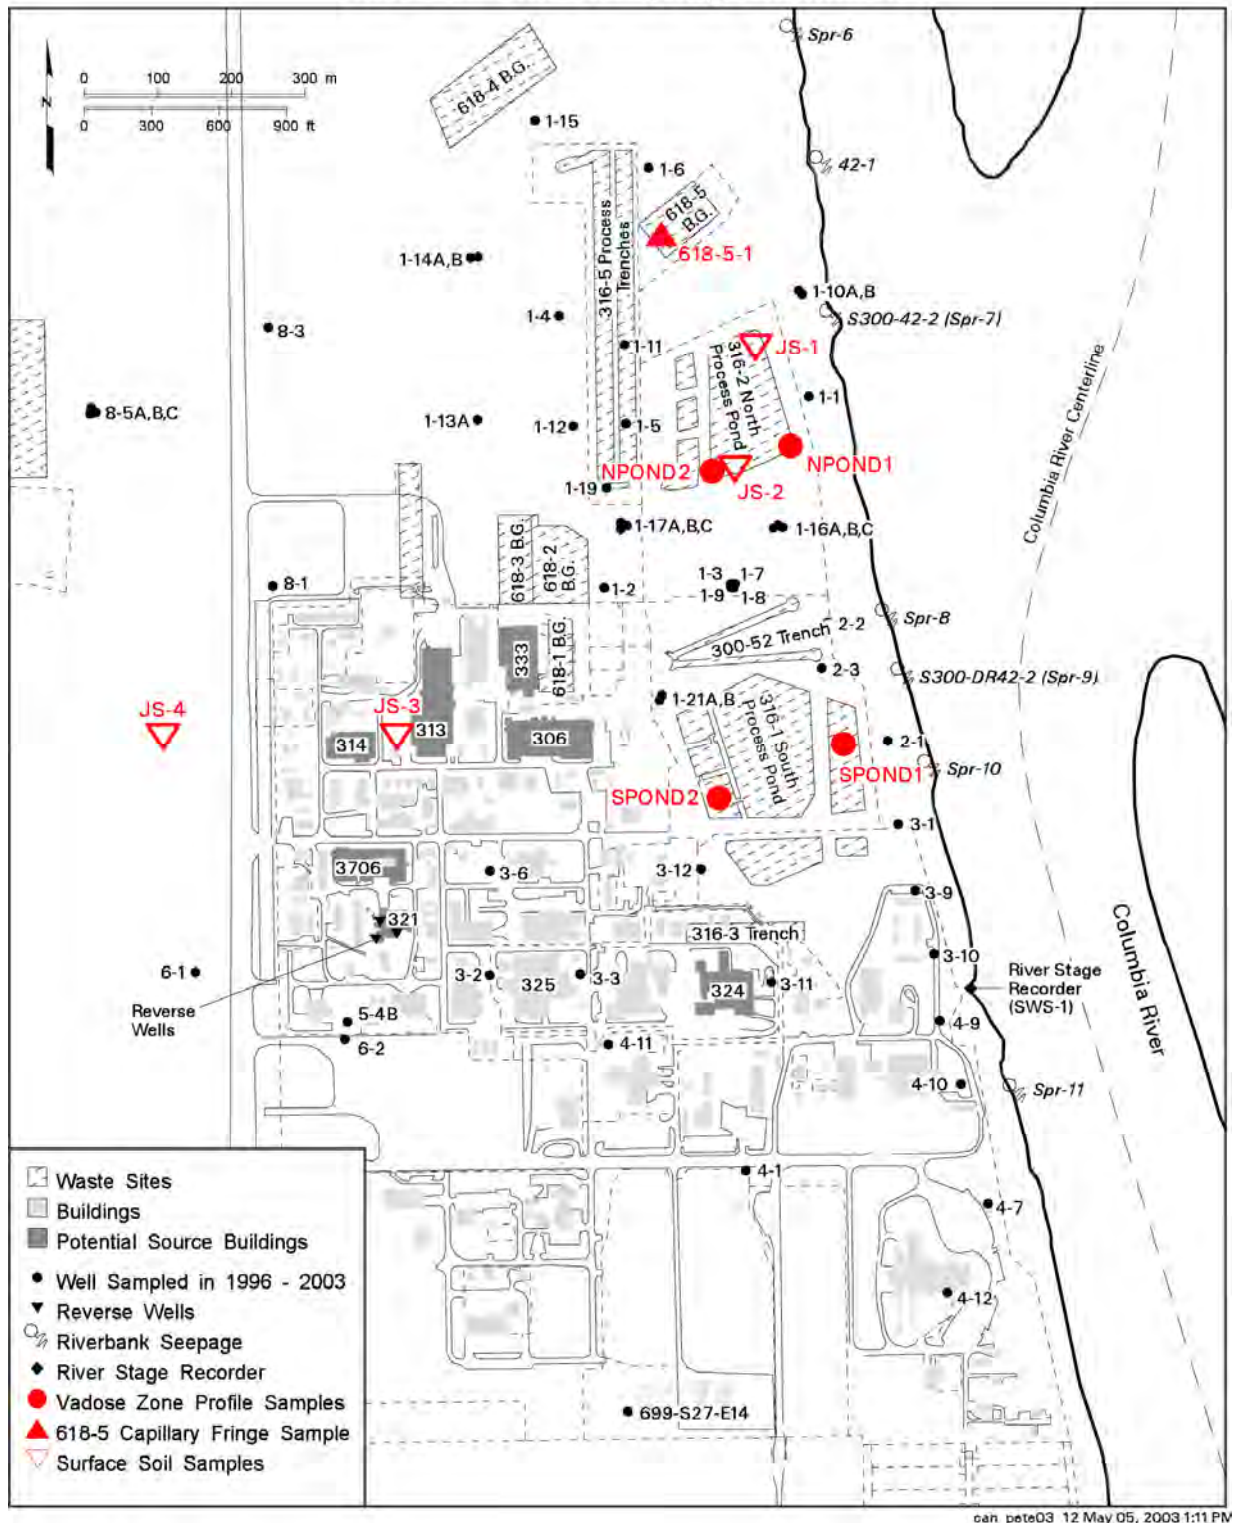 Spr-6
0 100 200 300 m
N
0 300 600 900 ft
618-4 B.G.
1-15
42-1
1-6
618-5
B.G.
316-5 Process
Trenches
618-5-1
1-14A,B
1-10A,B
S300-42-2 (Spr-7)
1-4
8-3
1-11
JS-1
316-2 North
Process Pond
Columbia River Centerline
1-1
8-5A,B,C
1-13A
1-12
1-5
NPOND2
NPOND1
JS-2
1-19
1-17A,B,C
1-16A,B,C
618-3 B.G.
618-2
B.G.
8-1
1-2
1-3 1-7
1-9 1-8
Spr-8
300-52 Trench
2-2
333
618-1 B.G.
2-3
S300-DR42-2 (Spr-9)
1-21A,B
JS-4
JS-3
313
314
306
316-1 South
Process Pond
2-1
Spr-10
SPOND1
SPOND2
3-1
3706
3-6
3-12
3-9
321
316-3 Trench
3-10
Columbia River
6-1
3-2
325
3-3
324
3-11
River Stage
Recorder
(SWS-1)
Reverse
Wells
5-4B
4-9
6-2
4-11
4-10
Spr-11
4-1
4-7
4-12
699-S27-E14
Waste Sites
Buildings
Potential Source Buildings
Well Sampled in 1996 - 2003
Reverse Wells
Riverbank Seepage
River Stage Recorder
Vadose Zone Profile Samples
618-5 Capillary Fringe Sample
Surface Soil Samples
can_pete03_12 May 05, 2003 1:11 PM